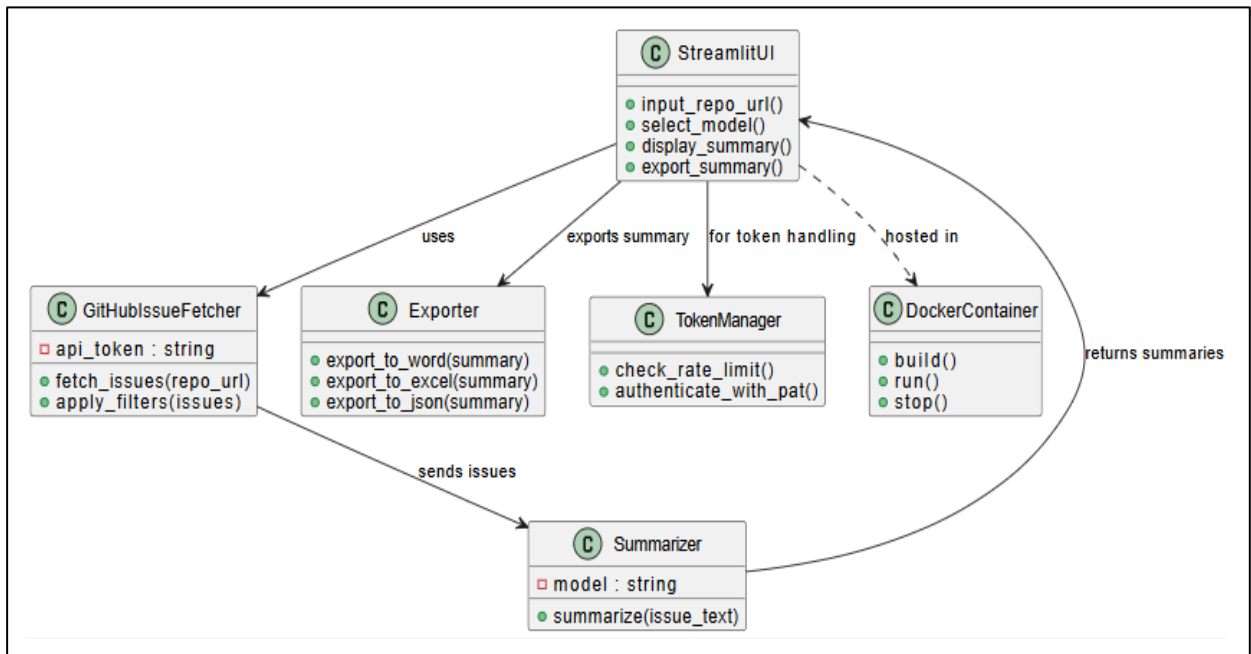 C StreamlitUI
input_repo_url()
select_model()
display_summary()
export_summary()
uses
exports summary
for token handling
hosted in
C GitHubIssueFetcher
api_token : string
fetch_issues(repo_url)
apply_filters(issues)
C Exporter
export_to_word(summary)
export_to_excel(summary)
export_to_json(summary)
C TokenManager
check_rate_limit()
authenticate_with_pat()
C DockerContainer
build()
run()
stop()
returns summaries
sends issues
C Summarizer
model : string
summarize(issue_text)